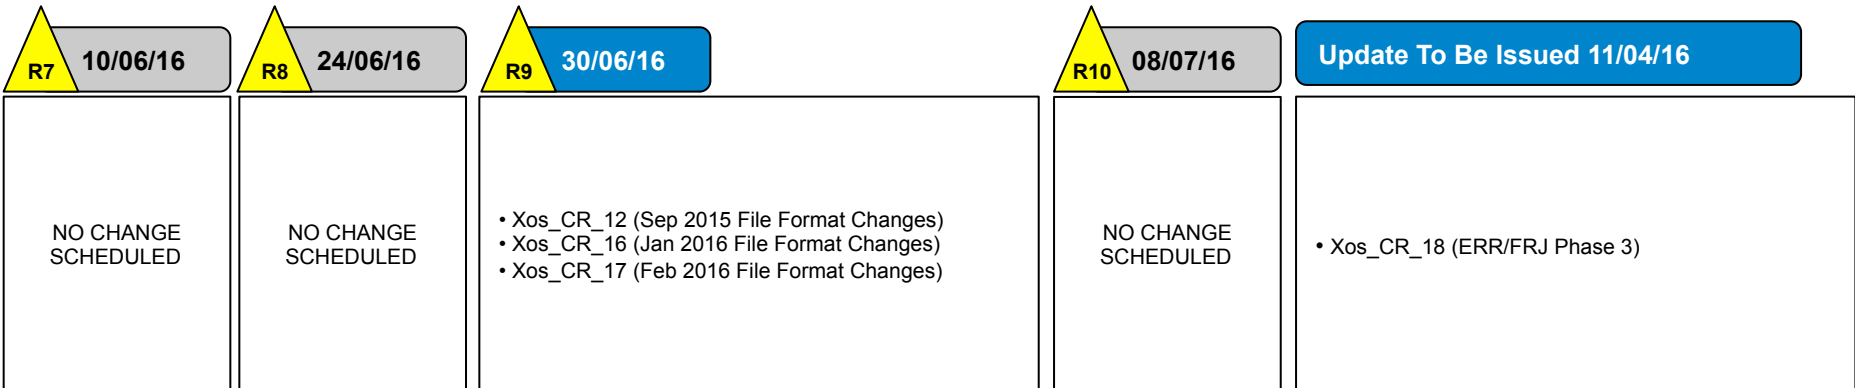 R7
10/06/16
R8
24/06/16
R9
30/06/16
R10
08/07/16
Update To Be Issued 11/04/16
NO CHANGE
SCHEDULED
NO CHANGE
SCHEDULED
• Xos_CR_12 (Sep 2015 File Format Changes)
• Xos_CR_16 (Jan 2016 File Format Changes)
• Xos_CR_17 (Feb 2016 File Format Changes)
NO CHANGE
SCHEDULED
• Xos_CR_18 (ERR/FRJ Phase 3)